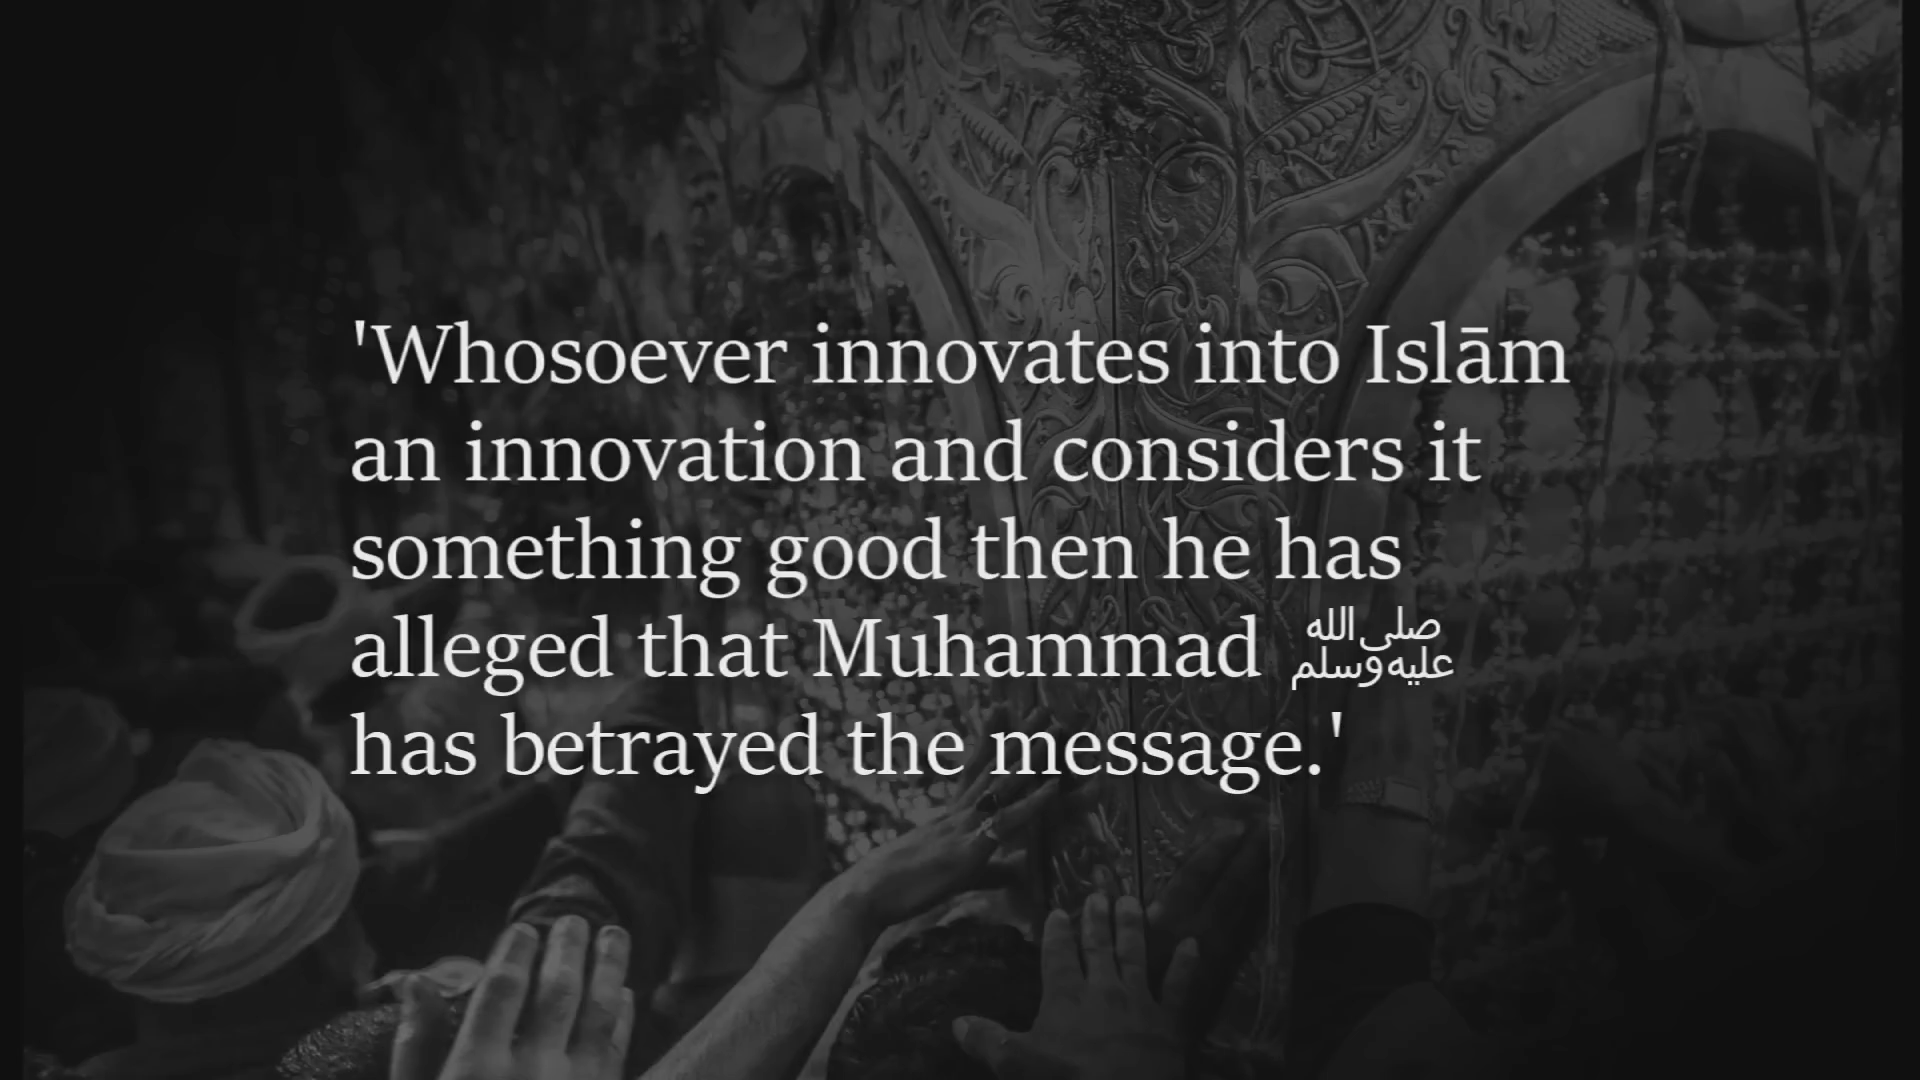 'Whosoever innovates into Islām
an innovation and considers it
something good then he has
alleged that Muhammad ﷺ
has betrayed the message.'